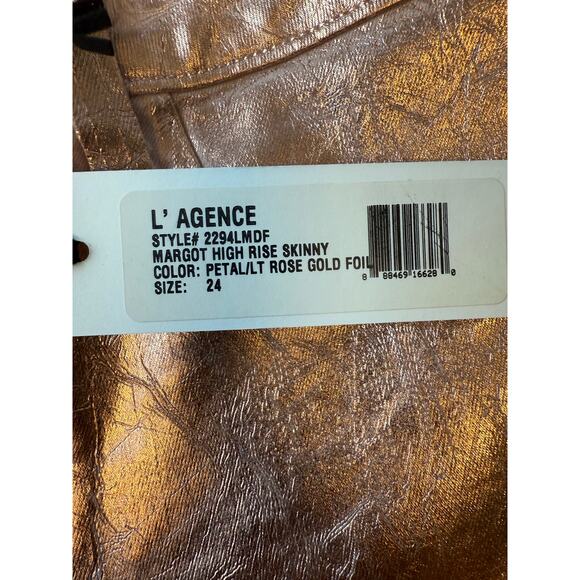 L' AGENCE
STYLE# 2294LMDF
MARGOT HIGH RISE SKINNY
COLOR: PETAL/LT ROSE GOLD FOIL
SIZE: 24
8 88469 16628 0